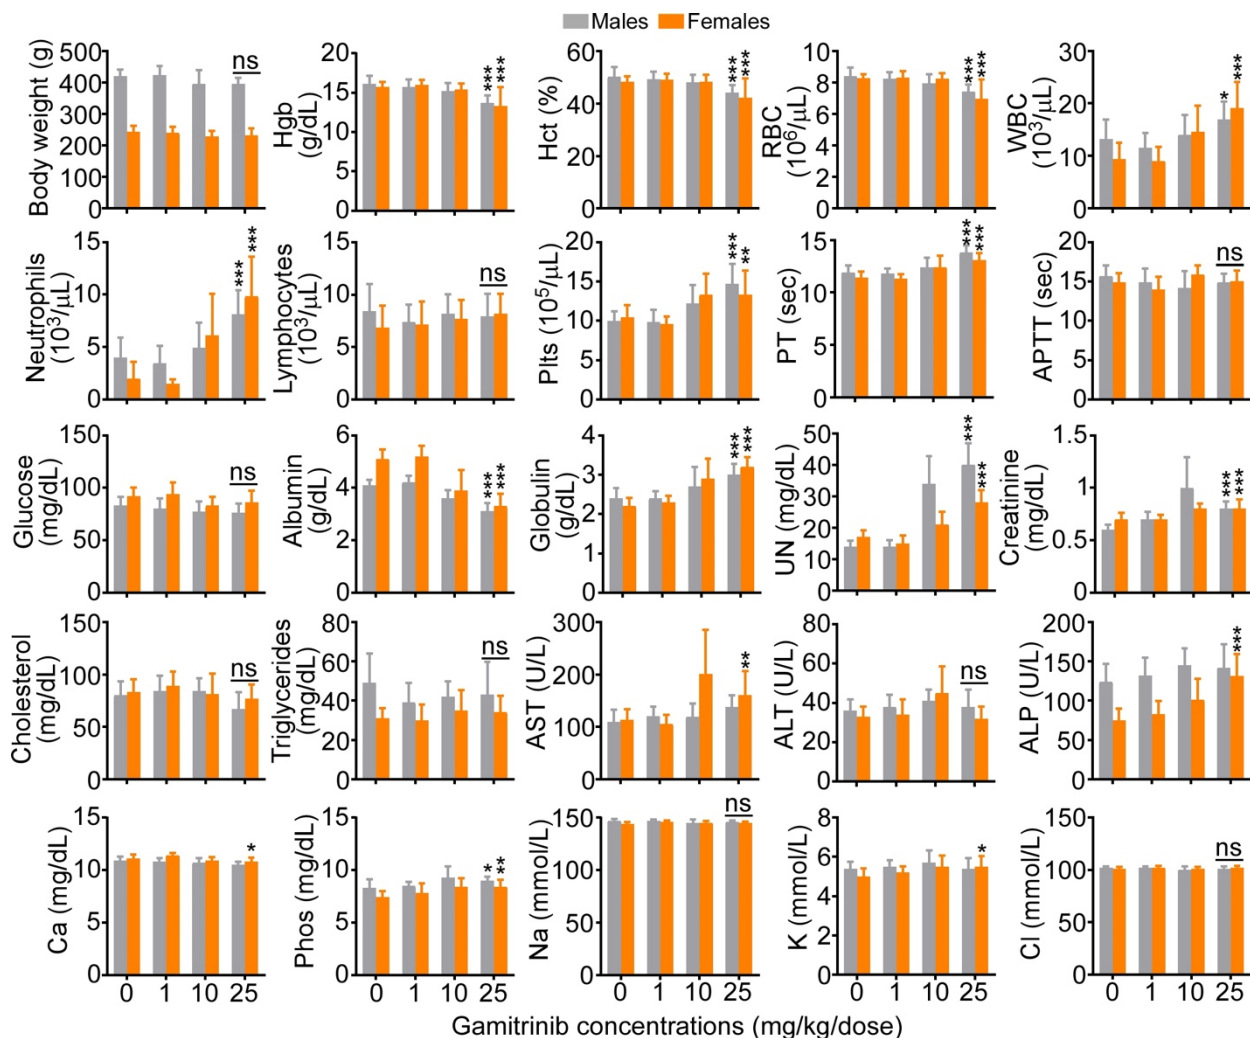 Males Females
Body weight (g)
500
400
300
200
100
0
ns
Hgb
(g/dL)
20
15
10
5
0
***
***
Hct (%)
60
40
20
0
***
***
RBC
(10⁶/µL)
8
6
4
2
0
***
***
WBC
(10³/µL)
30
20
10
0
*
***
Neutrophils
(10³/µL)
15
10
5
0
***
***
Lymphocytes
(10³/µL)
15
10
5
0
ns
Plts (10⁵/µL)
20
15
10
5
0
***
**
PT (sec)
15
10
5
0
***
***
APTT (sec)
20
15
10
5
0
ns
Glucose
(mg/dL)
150
100
50
0
ns
Albumin
(g/dL)
6
4
2
0
***
***
Globulin
(g/dL)
4
3
2
1
0
***
***
UN (mg/dL)
50
40
30
20
10
0
***
***
Creatinine
(mg/dL)
1.5
1
0.5
0
***
***
Cholesterol
(mg/dL)
150
100
50
0
ns
Triglycerides
(mg/dL)
80
60
40
20
0
ns
AST (U/L)
300
200
100
0
**
ALT (U/L)
80
60
40
20
0
ns
ALP (U/L)
200
150
100
50
0
***
Ca (mg/dL)
15
10
5
0
*
0 1 10 25
Phos (mg/dL)
15
10
5
0
*
**
0 1 10 25
Na (mmol/L)
150
100
50
0
ns
0 1 10 25
K (mmol/L)
8
6
4
2
0
*
0 1 10 25
Cl (mmol/L)
150
100
50
0
ns
0 1 10 25
Gamitrinib concentrations (mg/kg/dose)